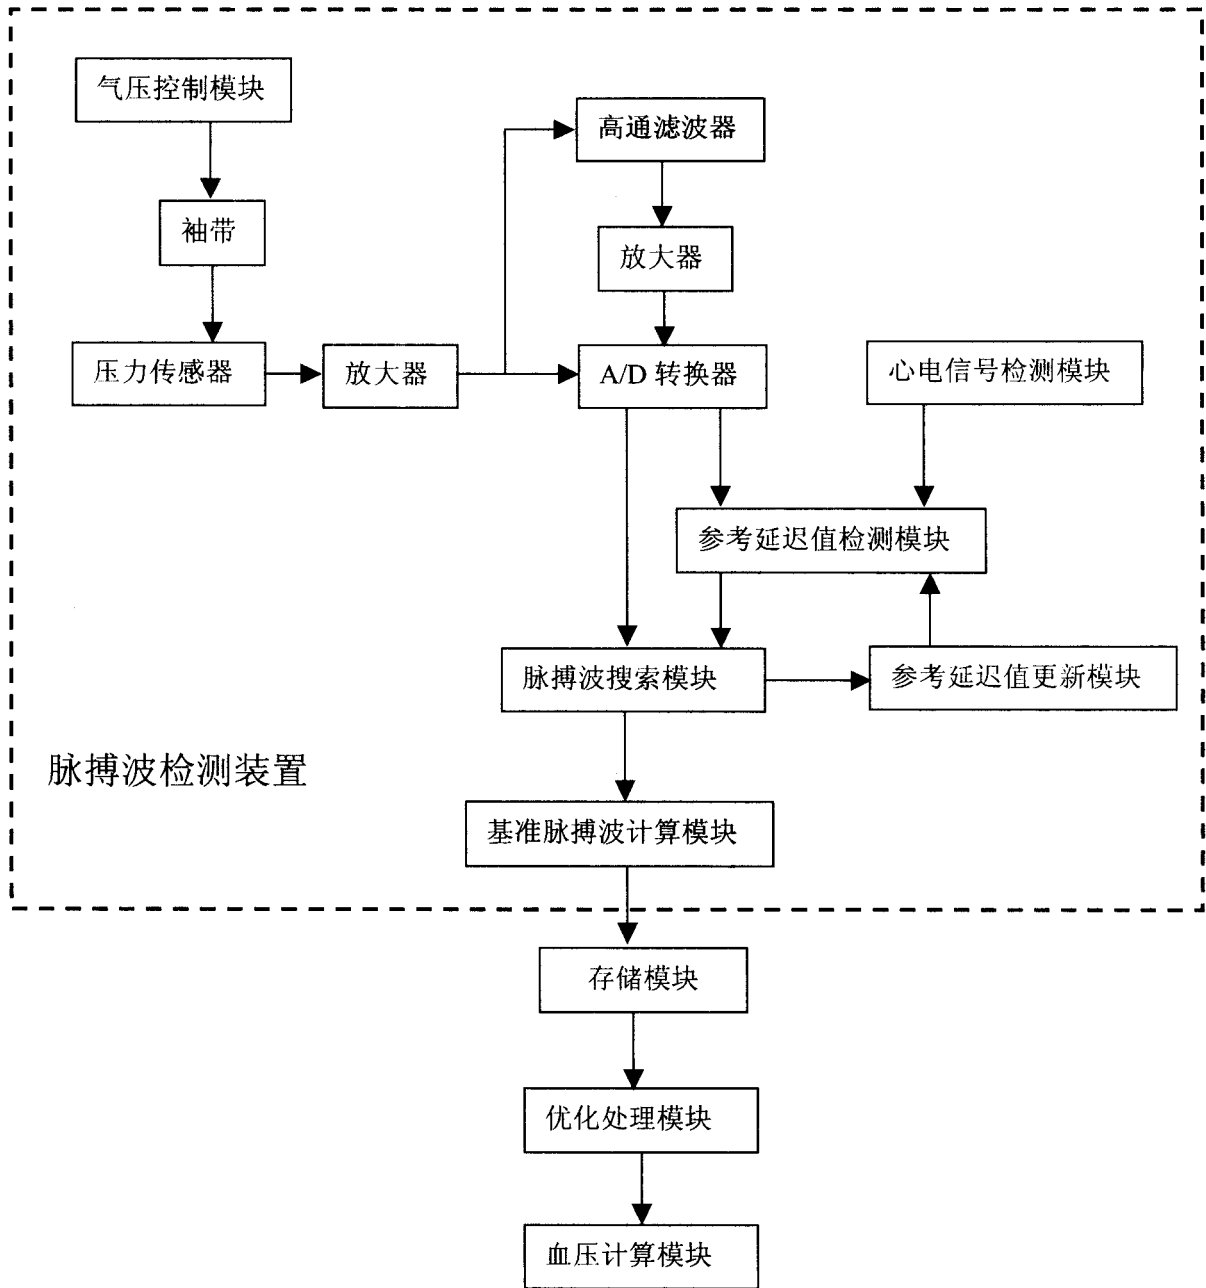 气压控制模块
高通滤波器
袖带
放大器
压力传感器
放大器
A/D 转换器
心电信号检测模块
参考延迟值检测模块
脉搏波搜索模块
参考延迟值更新模块
脉搏波检测装置
基准脉搏波计算模块
存储模块
优化处理模块
血压计算模块